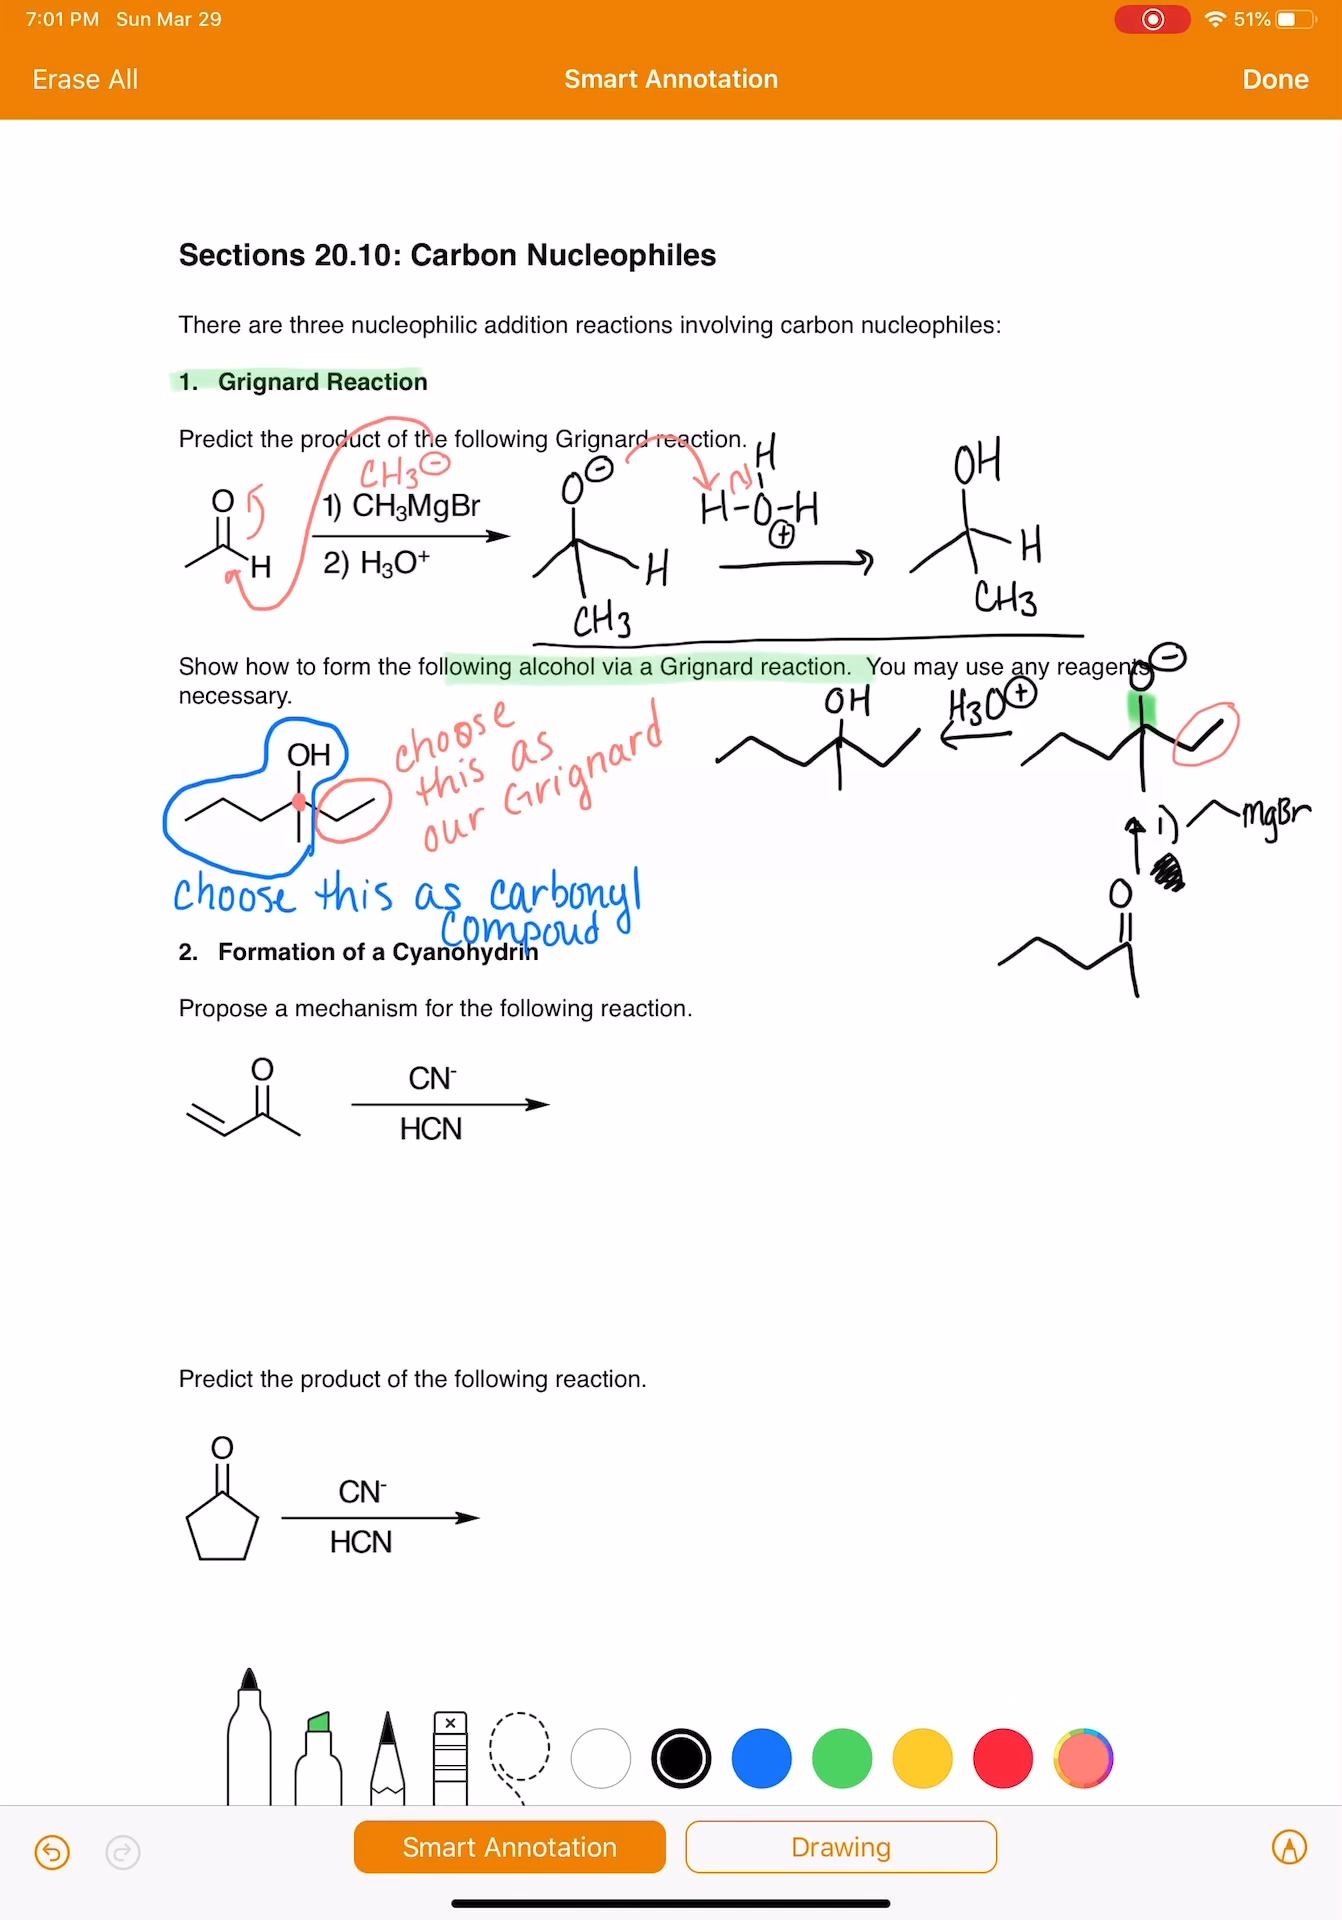 7:01 PM Sun Mar 29
51%
Erase All
Smart Annotation
Done
Sections 20.10: Carbon Nucleophiles
There are three nucleophilic addition reactions involving carbon nucleophiles:
1. Grignard Reaction
Predict the product of the following Grignard reaction.
CH3⊖
O
H
1) CH3MgBr
2) H3O+
O⊖
H
CH3
H
H-O-H
⊕
OH
H
CH3
Show how to form the following alcohol via a Grignard reaction. You may use any reagents
necessary.
OH
choose
this as
our Grignard
OH
H3O⊕
O⊖
1) MgBr
O
choose this as carbonyl
compoud
2. Formation of a Cyanohydrin
Propose a mechanism for the following reaction.
O
CN-
HCN
Predict the product of the following reaction.
O
CN-
HCN
x
Smart Annotation
Drawing